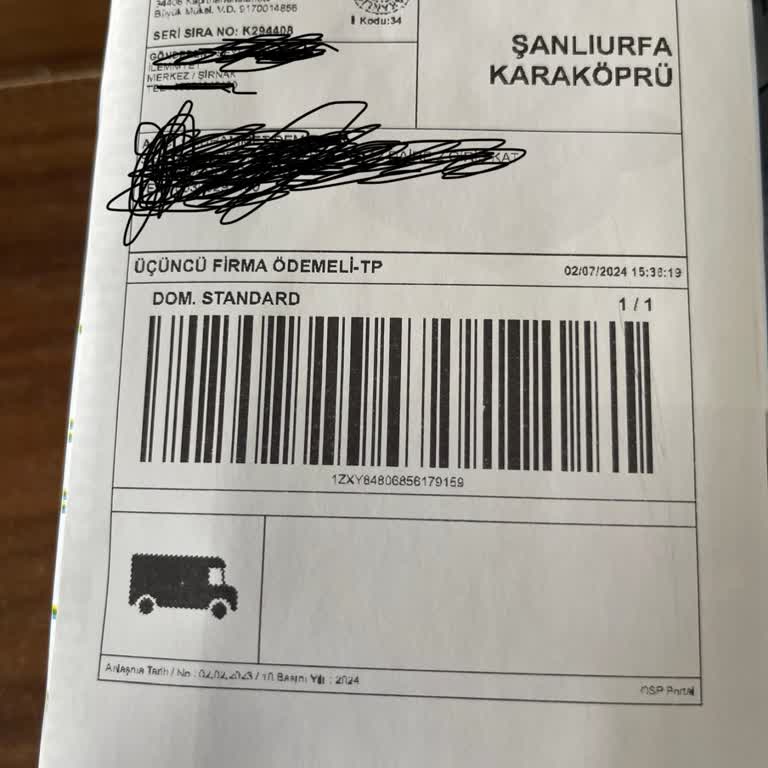 Büyük Mükel. V.D. 9170014856
SERİ SIRA NO: K294408
İ Kodu:34
MERKEZ / ŞIRNAK
ŞANLIURFA
KARAKÖPRÜ
ÜÇÜNCÜ FİRMA ÖDEMELİ-TP
02/07/2024 15:38:19
DOM. STANDARD
1 / 1
1ZXY84806856179159
Anlaşma Tarih / No : 02.02.2023 / 10 Basım Yılı : 2024
OSP Portal